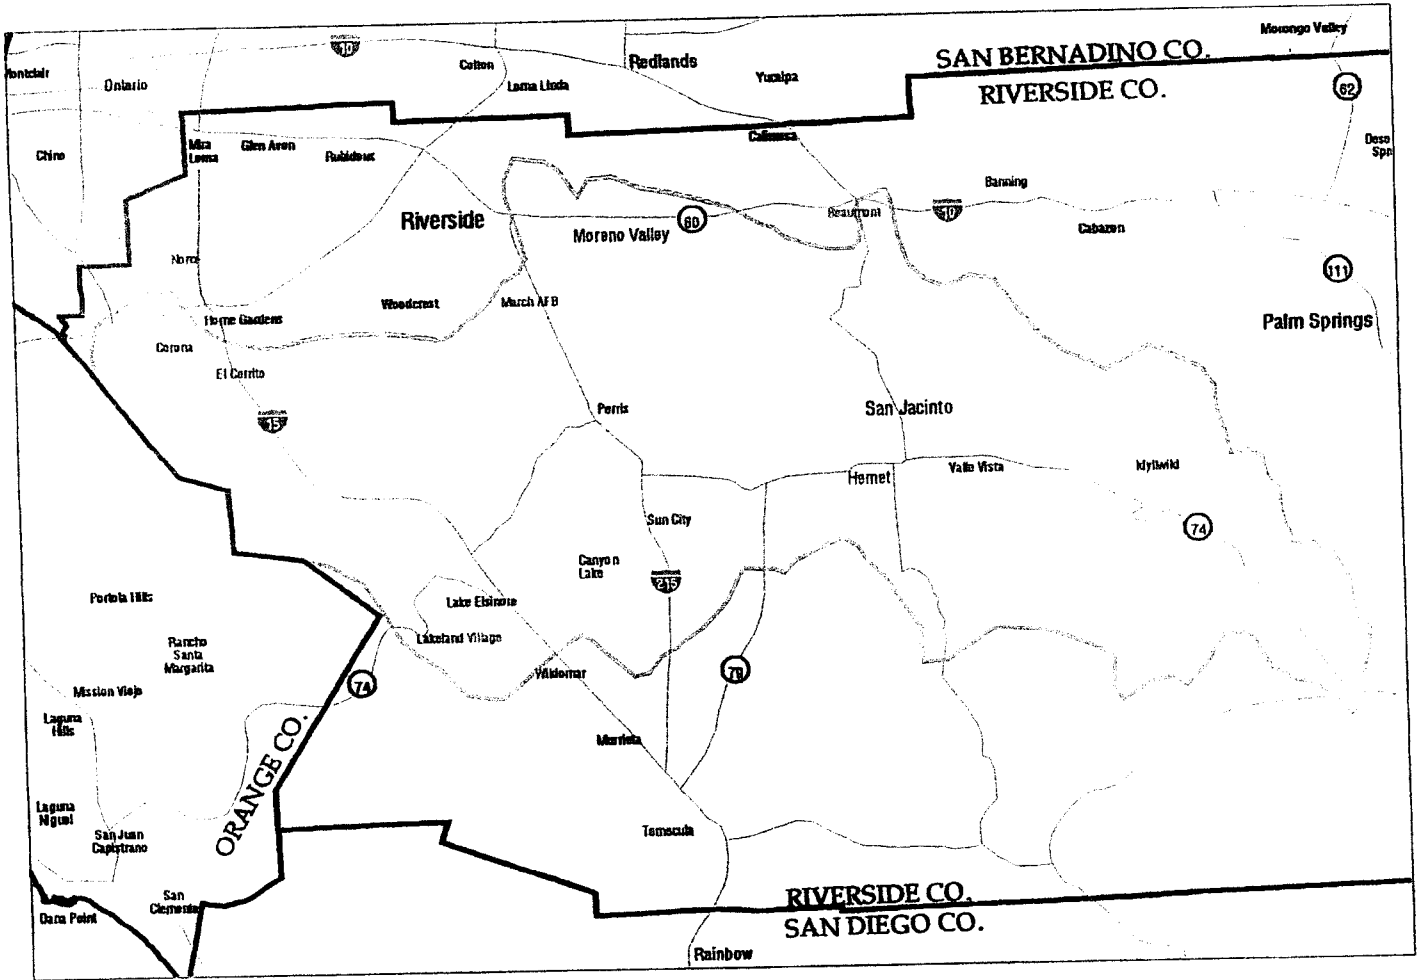 Morongo Valley
10
SAN BERNADINO CO.
Redlands
Colton
Montclair
Yucaipa
Ontario
Loma Linda
RIVERSIDE CO.
62
Calimesa
Mira
Loma
Glen Avon
Rubidoux
Chino
Banning
Riverside
Moreno Valley
60
Beaumont
10
Cabazon
Norco
111
Woodcrest
March AFB
Home Gardens
Palm Springs
Corona
El Cerrito
15
Perris
San Jacinto
Hemet
Valle Vista
Idyllwild
Sun City
74
Canyon
Lake
215
Portola Hills
Lake Elsinore
Rancho
Santa
Margarita
Lakeland Village
Wildomar
79
74
Mission Viejo
Laguna
Hills
Murrieta
ORANGE CO.
Laguna
Niguel
San Juan
Capistrano
Temecula
San
Clemente
Dana Point
RIVERSIDE CO.
SAN DIEGO CO.
Rainbow